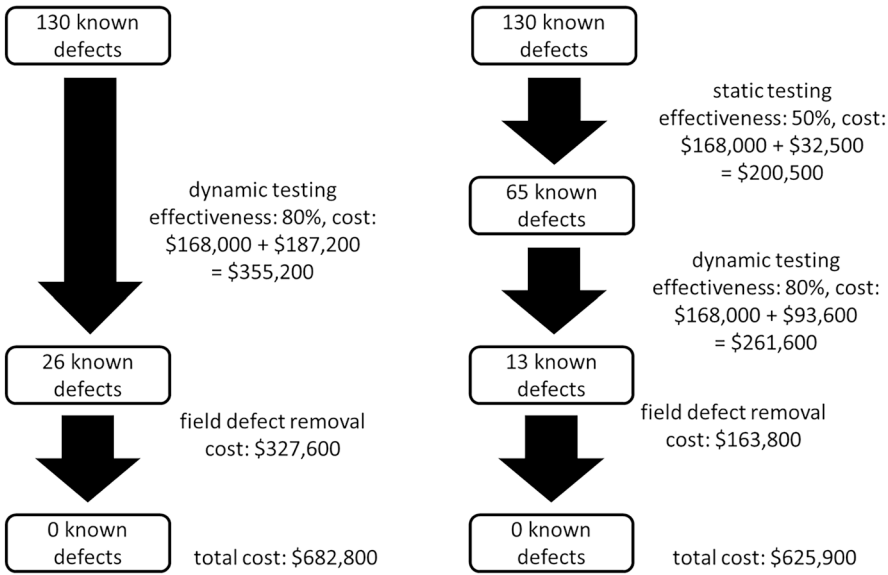 130 known
defects
dynamic testing
effectiveness: 80%, cost:
$168,000 + $187,200
= $355,200
26 known
defects
field defect removal
cost: $327,600
0 known
defects
total cost: $682,800
130 known
defects
static testing
effectiveness: 50%, cost:
$168,000 + $32,500
= $200,500
65 known
defects
dynamic testing
effectiveness: 80%, cost:
$168,000 + $93,600
= $261,600
13 known
defects
field defect removal
cost: $163,800
0 known
defects
total cost: $625,900